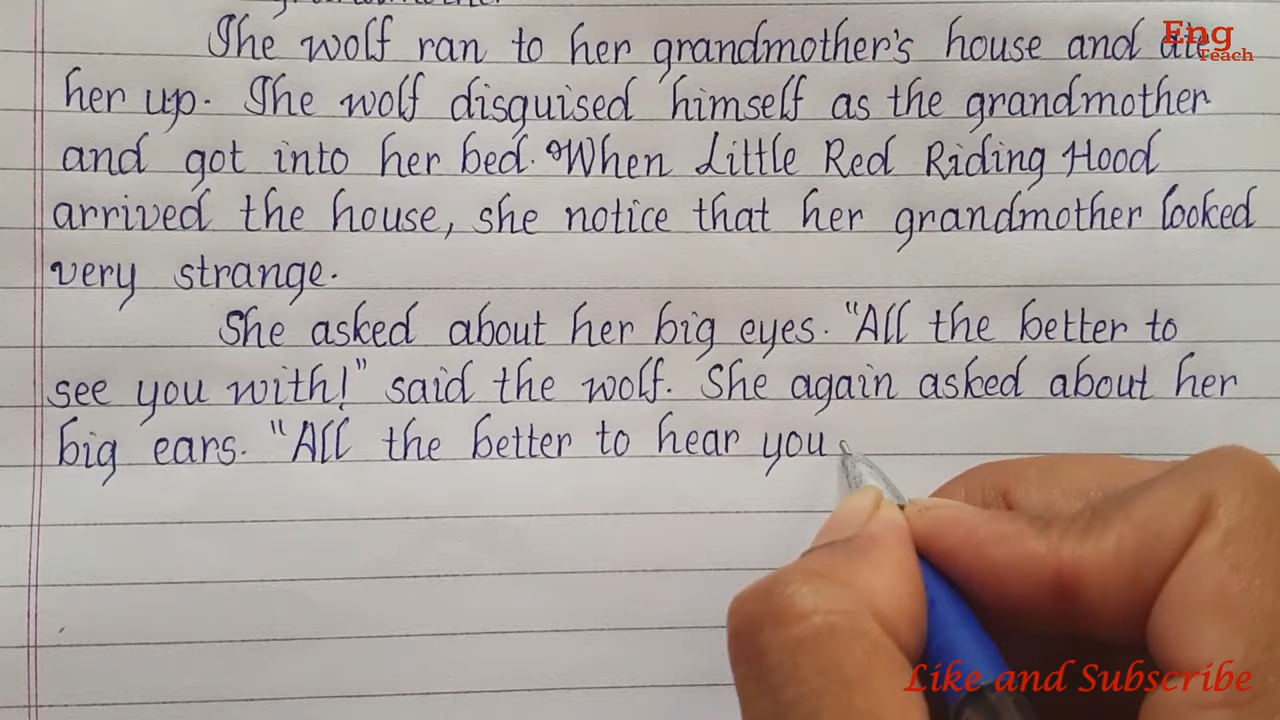 The wolf ran to her grandmother's house and ate
Eng
Teach
her up. The wolf disguised himself as the grandmother
and got into her bed. When Little Red Riding Hood
arrived the house, she notice that her grandmother looked
very strange.
She asked about her big eyes. "All the better to
see you with!" said the wolf. She again asked about her
big ears. "All the better to hear you
Like and Subscribe